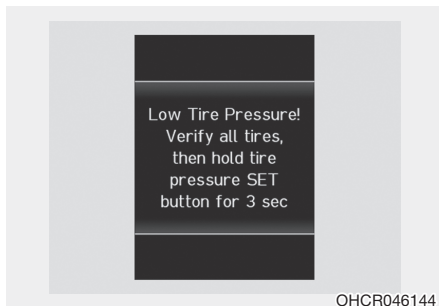 Low Tire Pressure!
Verify all tires,
then hold tire
pressure SET
button for 3 sec
OHCR046144